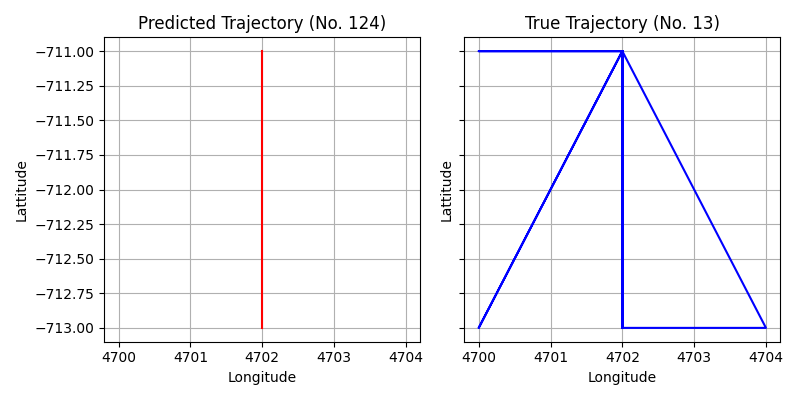 Predicted Trajectory (No. 124)
True Trajectory (No. 13)
−711.00
−711.25
−711.50
−711.75
−712.00
−712.25
−712.50
−712.75
−713.00
Lattitude
Lattitude
4700 4701 4702 4703 4704
4700 4701 4702 4703 4704
Longitude
Longitude